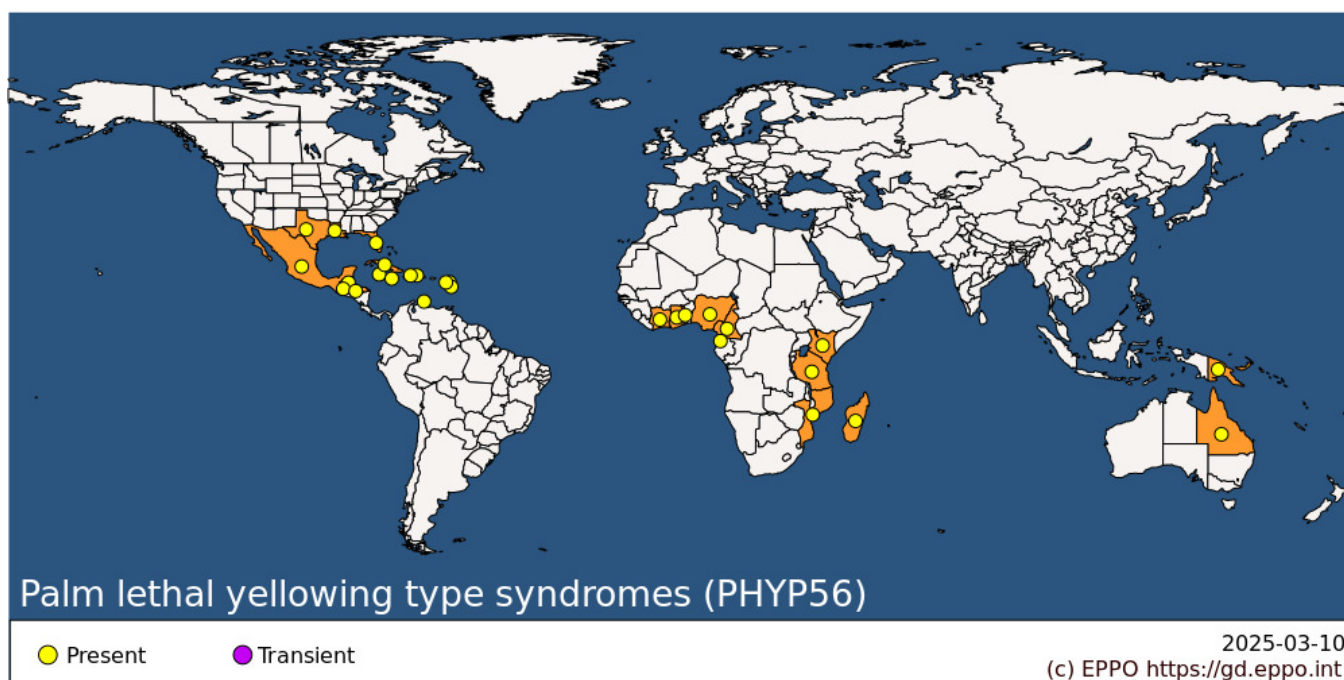 Palm lethal yellowing type syndromes (PHYP56)
Present
Transient
2025-03-10
(c) EPPO https://gd.eppo.int